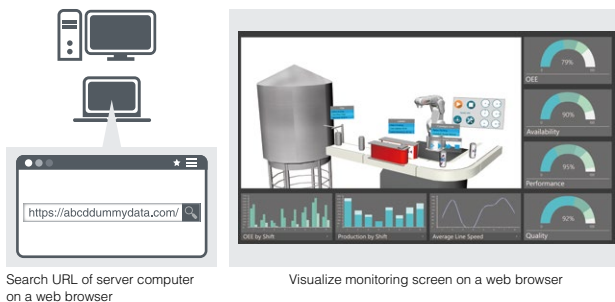 https://abcddummydata.com/
Search URL of server computer
on a web browser
79%
OEE
90%
Availability
95%
Performance
92%
Quality
OEE by Shift
Production by Shift
Average Line Speed
Visualize monitoring screen on a web browser